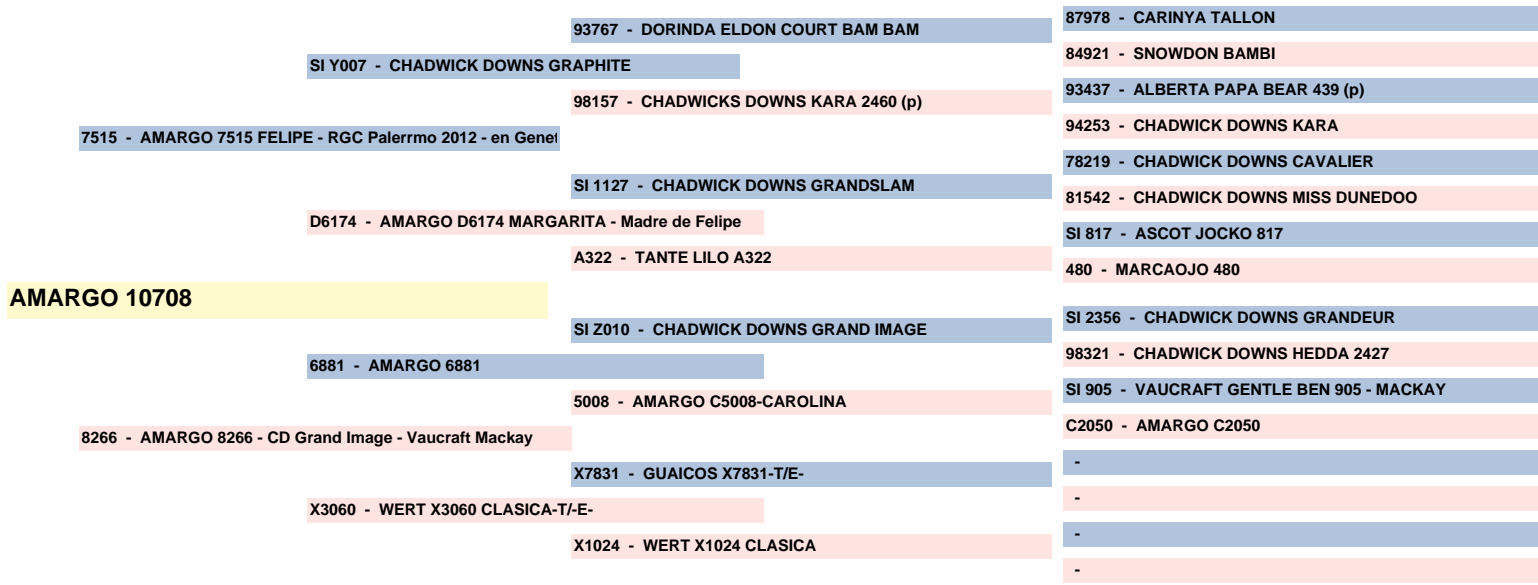 87978 - CARINYA TALLON
93767 - DORINDA ELDON COURT BAM BAM
84921 - SNOWDON BAMBI
SI Y007 - CHADWICK DOWNS GRAPHITE
93437 - ALBERTA PAPA BEAR 439 (p)
98157 - CHADWICKS DOWNS KARA 2460 (p)
94253 - CHADWICK DOWNS KARA
7515 - AMARGO 7515 FELIPE - RGC Palerrmo 2012 - en Genet
78219 - CHADWICK DOWNS CAVALIER
SI 1127 - CHADWICK DOWNS GRANDSLAM
81542 - CHADWICK DOWNS MISS DUNEDOO
D6174 - AMARGO D6174 MARGARITA - Madre de Felipe
SI 817 - ASCOT JOCKO 817
A322 - TANTE LILO A322
480 - MARCAOJO 480
AMARGO 10708
SI 2356 - CHADWICK DOWNS GRANDEUR
SI Z010 - CHADWICK DOWNS GRAND IMAGE
98321 - CHADWICK DOWNS HEDDA 2427
6881 - AMARGO 6881
SI 905 - VAUCRAFT GENTLE BEN 905 - MACKAY
5008 - AMARGO C5008-CAROLINA
C2050 - AMARGO C2050
8266 - AMARGO 8266 - CD Grand Image - Vaucraft Mackay
-
X7831 - GUAICOS X7831-T/E-
-
X3060 - WERT X3060 CLASICA-T/-E-
-
X1024 - WERT X1024 CLASICA
-